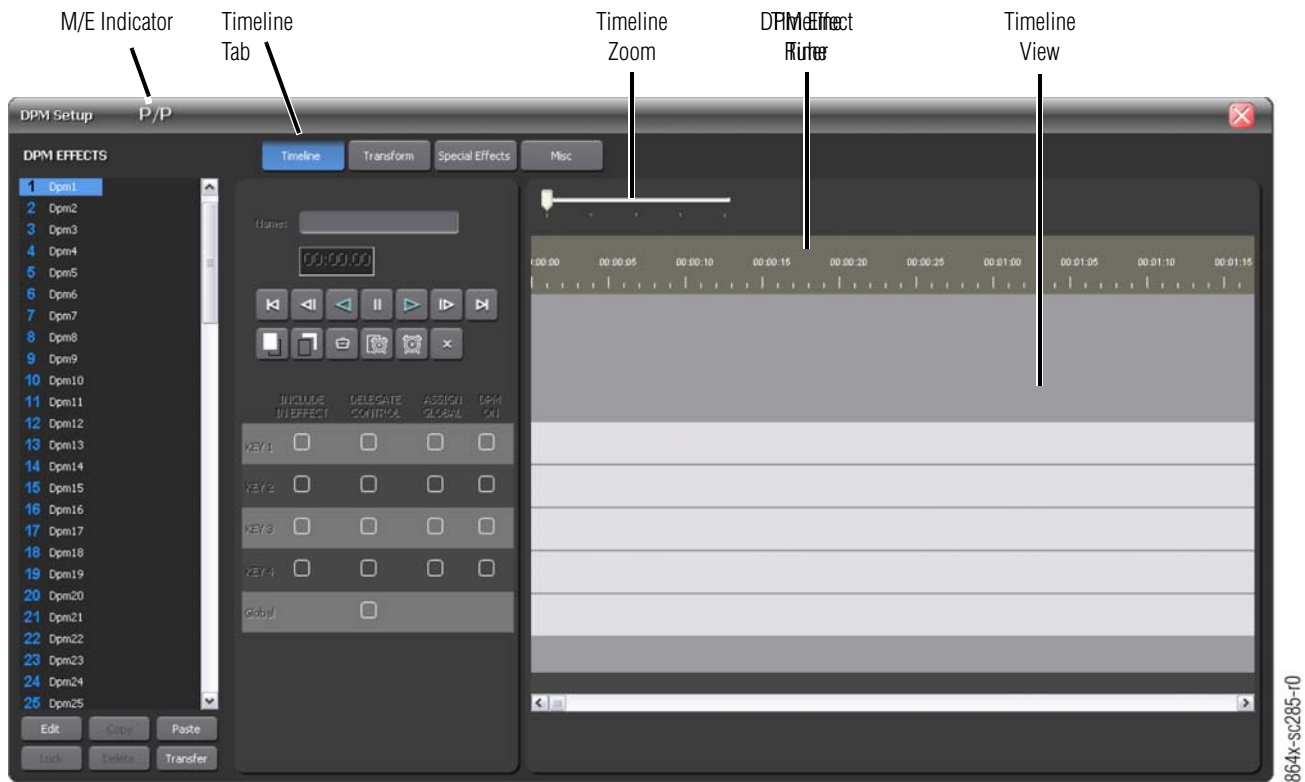 M/E Indicator
Timeline
Tab
Timeline
Zoom
Timeline
Ruler
Timeline
View
DPM Setup P/P
DPM EFFECTS
Timeline Transform Special Effects Misc
1 Dpm1
2 Dpm2
3 Dpm3
4 Dpm4
5 Dpm5
6 Dpm6
7 Dpm7
8 Dpm8
9 Dpm9
10 Dpm10
11 Dpm11
12 Dpm12
13 Dpm13
14 Dpm14
15 Dpm15
16 Dpm16
17 Dpm17
18 Dpm18
19 Dpm19
20 Dpm20
21 Dpm21
22 Dpm22
23 Dpm23
24 Dpm24
25 Dpm25
Edit Copy Paste
Lock Delete Transfer
Name:
00:00.00
INCLUDE
IN EFFECT
DELEGATE
CONTROL
ASSIGN
GLOBAL
DPM
ON
KEY 1
KEY 2
KEY 3
KEY 4
Global
:00:00 00:00:05 00:00:10 00:00:15 00:00:20 00:00:25 00:01:00 00:01:05 00:01:10 00:01:15
864x-sc285-r0